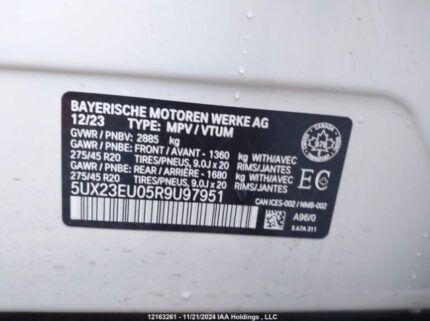 BAYERISCHE MOTOREN WERKE AG
12/23 TYPE: MPV / VTUM
GVWR / PNBV: 2885 kg
GAWR / PNBE: FRONT / AVANT - 1360 kg WITH/AVEC
275/45 R20 TIRES/PNEUS, 9.0J x 20 RIMS/JANTES
GAWR / PNBE: REAR / ARRIÈRE - 1680 kg WITH/AVEC
275/45 R20 TIRES/PNEUS, 9.0J x 20 RIMS/JANTES
5UX23EU05R9U97951
CANADA
EC
CAN ICES-002 / NMB-002
A96/0
12163261 - 11/21/2024 IAA Holdings , LLC